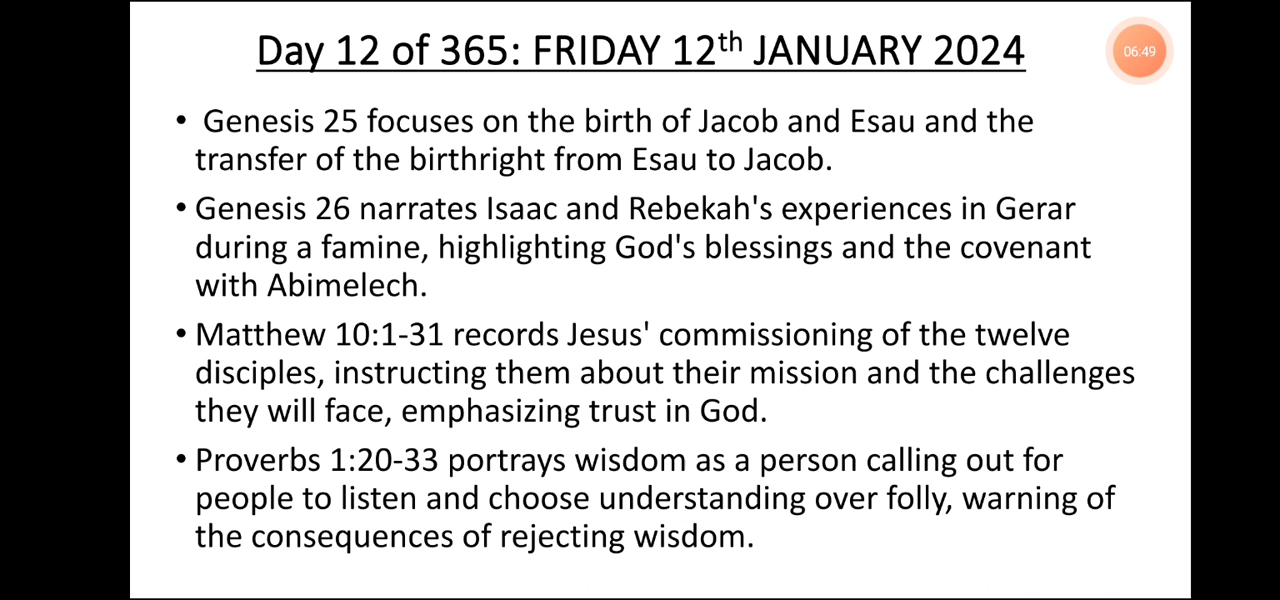 Day 12 of 365: FRIDAY 12th JANUARY 2024
06:49
• Genesis 25 focuses on the birth of Jacob and Esau and the
transfer of the birthright from Esau to Jacob.
• Genesis 26 narrates Isaac and Rebekah's experiences in Gerar
during a famine, highlighting God's blessings and the covenant
with Abimelech.
• Matthew 10:1-31 records Jesus' commissioning of the twelve
disciples, instructing them about their mission and the challenges
they will face, emphasizing trust in God.
• Proverbs 1:20-33 portrays wisdom as a person calling out for
people to listen and choose understanding over folly, warning of
the consequences of rejecting wisdom.